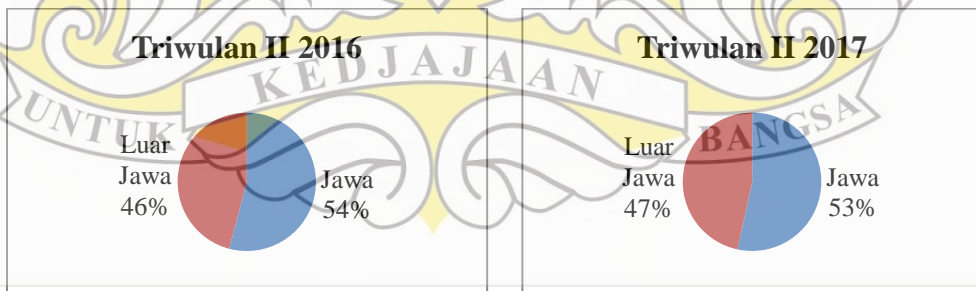 Triwulan II 2016
Luar
Jawa
46%
Jawa
54%
Triwulan II 2017
Luar
Jawa
47%
Jawa
53%
UNTUK KEDJAJAAN BANGSA